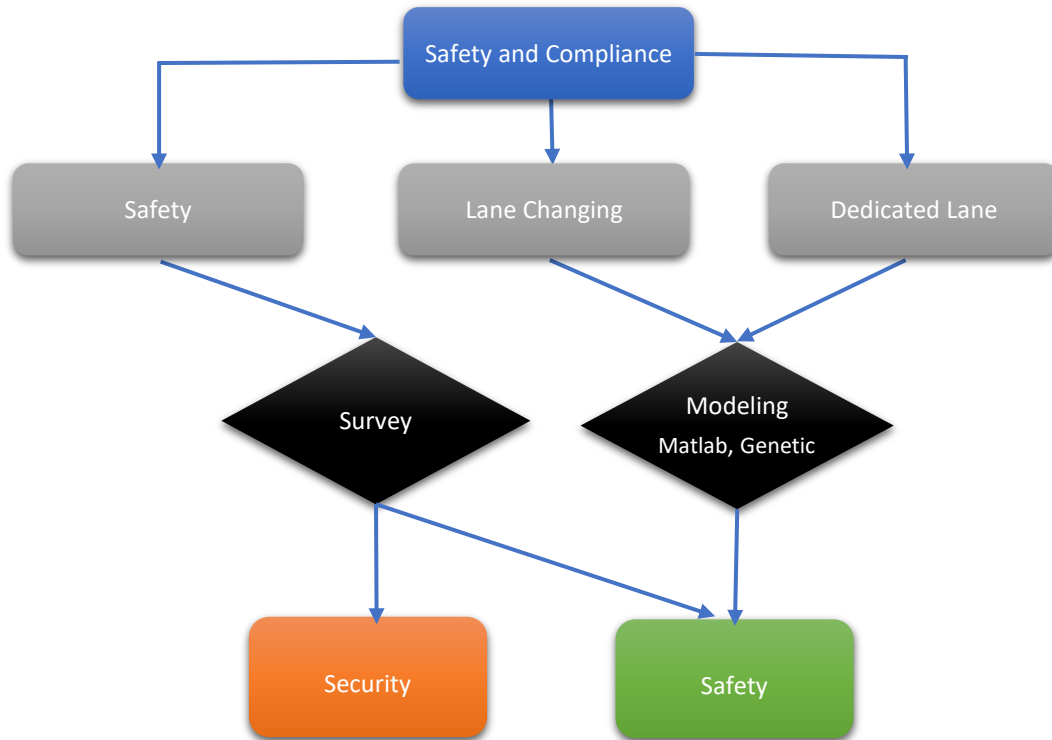 Safety and Compliance
Safety
Lane Changing
Dedicated Lane
Survey
Modeling
Matlab, Genetic
Security
Safety